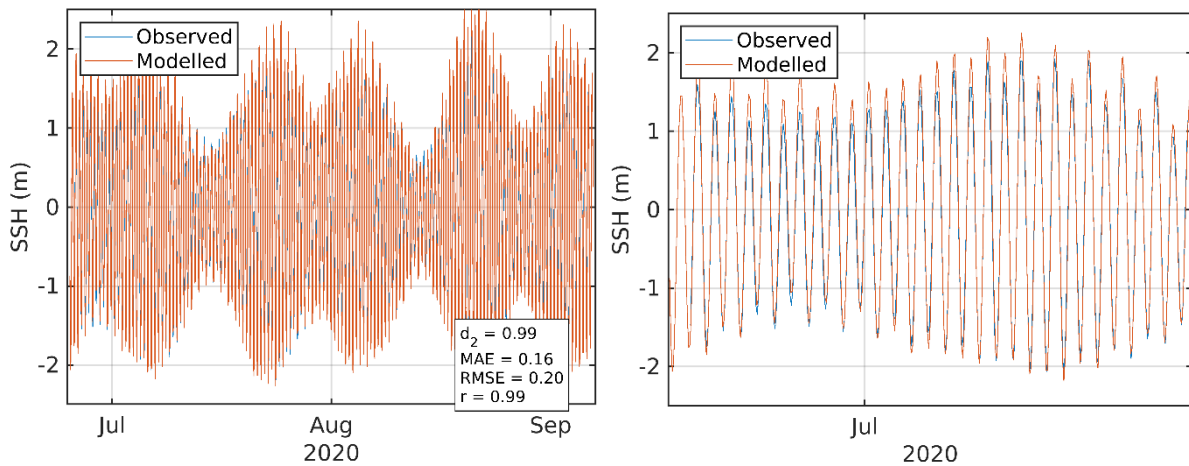 Observed
Modelled
SSH (m)
2
1
0
-1
-2
d2 = 0.99
MAE = 0.16
RMSE = 0.20
r = 0.99
Jul
Aug
Sep
2020
Observed
Modelled
SSH (m)
2
1
0
-1
-2
Jul
2020